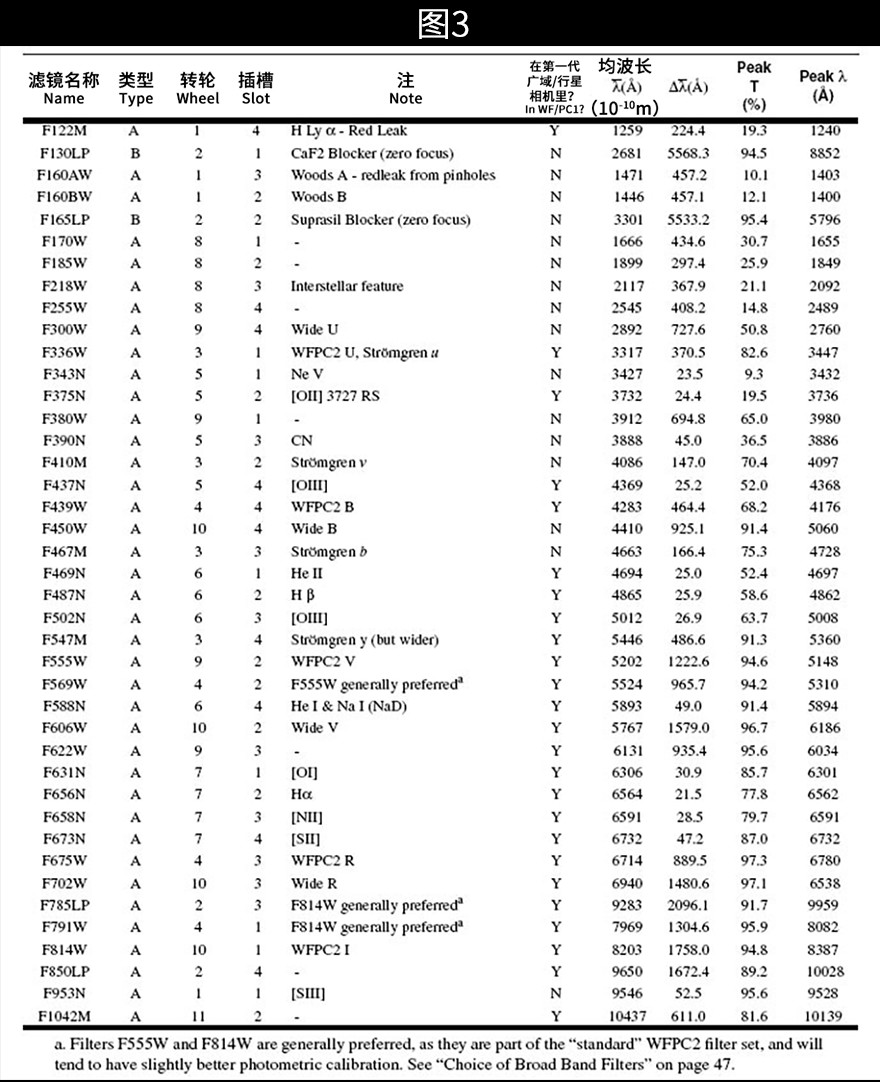 图3
滤镜名称 类型 转轮 插槽 注 在第一代广域/行星相机里? 均波长 Peak Peak λ
Name Type Wheel Slot Note In WF/PC1? λ̅(Å) (10⁻¹⁰m) Δλ̅(Å) T (%) (Å)
F122M A 1 4 H Ly α - Red Leak Y 1259 224.4 19.3 1240
F130LP B 2 1 CaF2 Blocker (zero focus) N 2681 5568.3 94.5 8852
F160AW A 1 3 Woods A - redleak from pinholes N 1471 457.2 10.1 1403
F160BW A 1 2 Woods B N 1446 457.1 12.1 1400
F165LP B 2 2 Suprasil Blocker (zero focus) N 3301 5533.2 95.4 5796
F170W A 8 1 - N 1666 434.6 30.7 1655
F185W A 8 2 - N 1899 297.4 25.9 1849
F218W A 8 3 Interstellar feature N 2117 367.9 21.1 2092
F255W A 8 4 - N 2545 408.2 14.8 2489
F300W A 9 4 Wide U N 2892 727.6 50.8 2760
F336W A 3 1 WFPC2 U, Strömgren u Y 3317 370.5 82.6 3447
F343N A 5 1 Ne V N 3427 23.5 9.3 3432
F375N A 5 2 [OII] 3727 RS Y 3732 24.4 19.5 3736
F380W A 9 1 - N 3912 694.8 65.0 3980
F390N A 5 3 CN N 3888 45.0 36.5 3886
F410M A 3 2 Strömgren v N 4086 147.0 70.4 4097
F437N A 5 4 [OIII] Y 4369 25.2 52.0 4368
F439W A 4 4 WFPC2 B Y 4283 464.4 68.2 4176
F450W A 10 4 Wide B N 4410 925.1 91.4 5060
F467M A 3 3 Strömgren b N 4663 166.4 75.3 4728
F469N A 6 1 He II Y 4694 25.0 52.4 4697
F487N A 6 2 H β Y 4865 25.9 58.6 4862
F502N A 6 3 [OIII] Y 5012 26.9 63.7 5008
F547M A 3 4 Strömgren y (but wider) Y 5446 486.6 91.3 5360
F555W A 9 2 WFPC2 V Y 5202 1222.6 94.6 5148
F569W A 4 2 F555W generally preferredᵃ Y 5524 965.7 94.2 5310
F588N A 6 4 He I & Na I (NaD) Y 5893 49.0 91.4 5894
F606W A 10 2 Wide V Y 5767 1579.0 96.7 6186
F622W A 9 3 - Y 6131 935.4 95.6 6034
F631N A 7 1 [OI] Y 6306 30.9 85.7 6301
F656N A 7 2 Hα Y 6564 21.5 77.8 6562
F658N A 7 3 [NII] Y 6591 28.5 79.7 6591
F673N A 7 4 [SII] Y 6732 47.2 87.0 6732
F675W A 4 3 WFPC2 R Y 6714 889.5 97.3 6780
F702W A 10 3 Wide R Y 6940 1480.6 97.1 6538
F785LP A 2 3 F814W generally preferredᵃ Y 9283 2096.1 91.7 9959
F791W A 4 1 F814W generally preferredᵃ Y 7969 1304.6 95.9 8082
F814W A 10 1 WFPC2 I Y 8203 1758.0 94.8 8387
F850LP A 2 4 - Y 9650 1672.4 89.2 10028
F953N A 1 1 [SIII] N 9546 52.5 95.6 9528
F1042M A 11 2 - Y 10437 611.0 81.6 10139
a. Filters F555W and F814W are generally preferred, as they are part of the “standard” WFPC2 filter set, and will
tend to have slightly better photometric calibration. See “Choice of Broad Band Filters” on page 47.